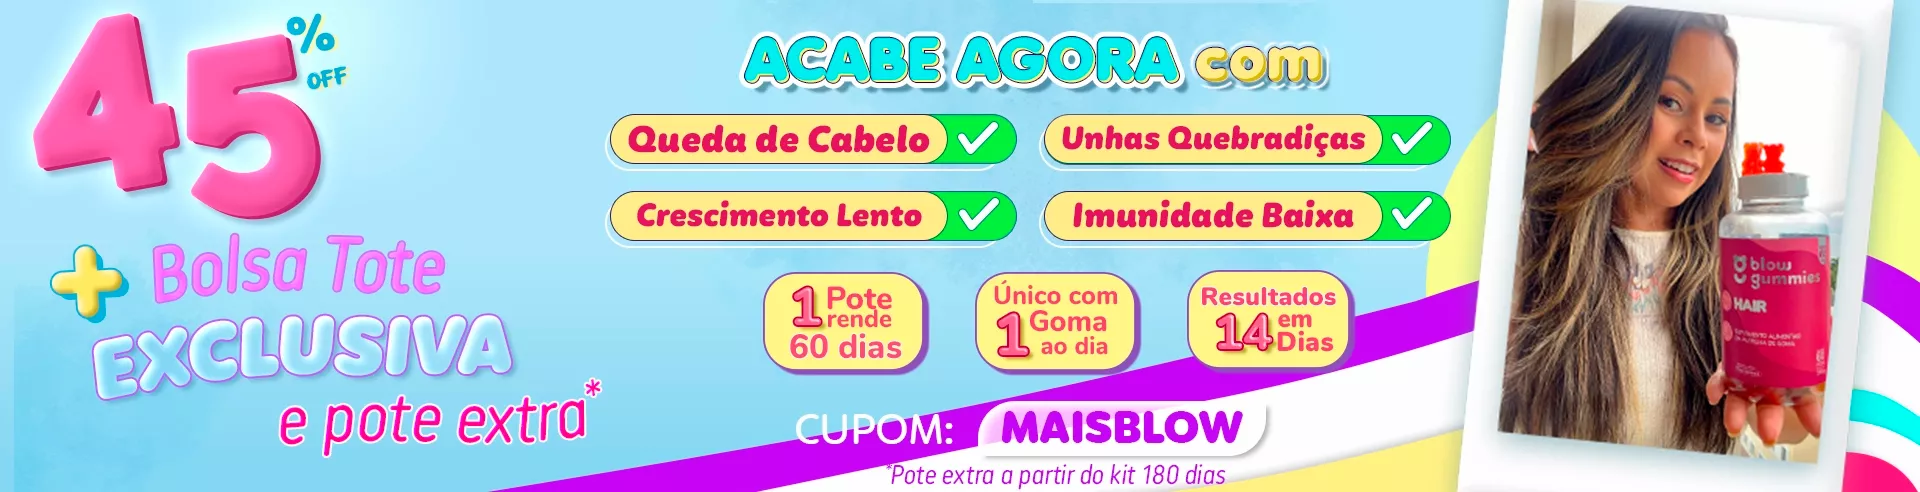 45% OFF
+ Bolsa Tote
EXCLUSIVA
e pote extra*
ACABE AGORA com
Queda de Cabelo
Unhas Quebradiças
Crescimento Lento
Imunidade Baixa
1 Pote
rende
60 dias
Único com
1 Goma
ao dia
Resultados
14 em
Dias
CUPOM: MAISBLOW
*Pote extra a partir do kit 180 dias
blow
gummies
HAIR
SUPLEMENTO ALIMENTAR